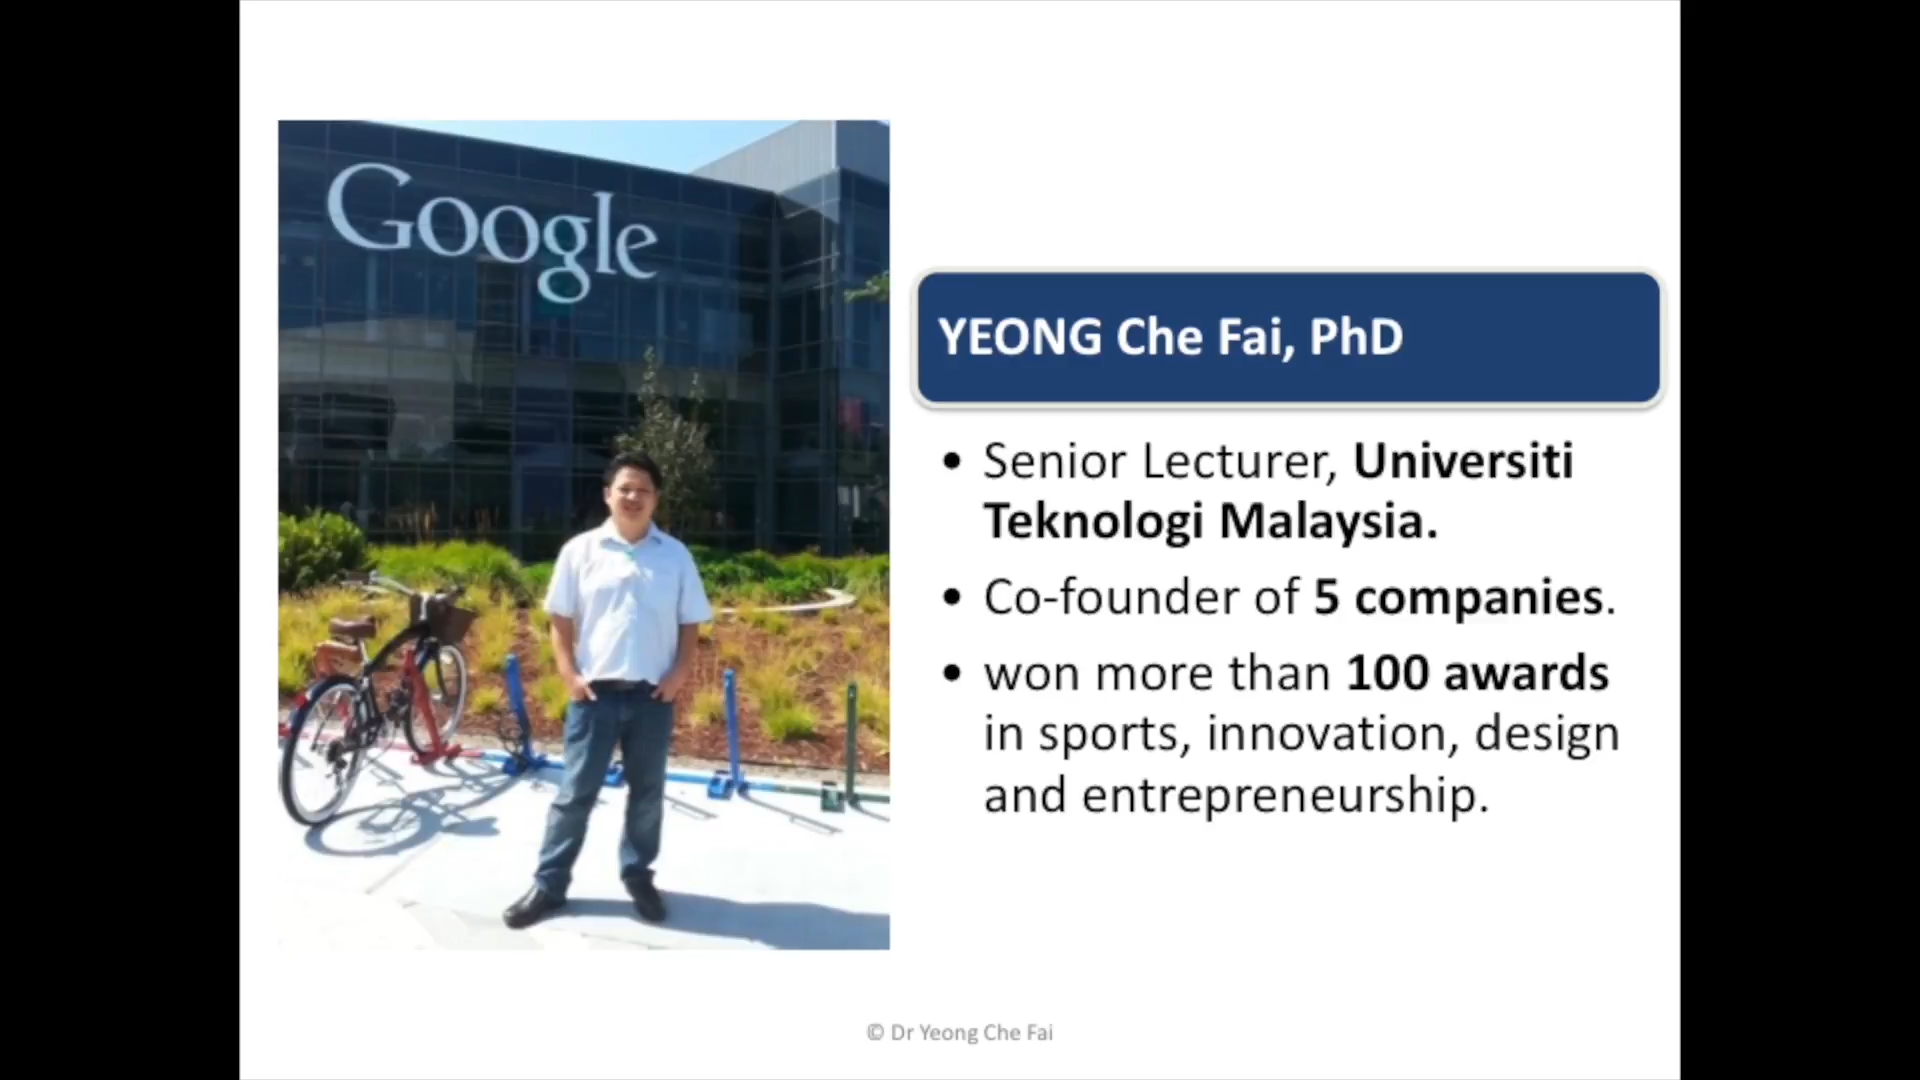 Google
YEONG Che Fai, PhD
• Senior Lecturer, Universiti
Teknologi Malaysia.
• Co-founder of 5 companies.
• won more than 100 awards
in sports, innovation, design
and entrepreneurship.
© Dr Yeong Che Fai